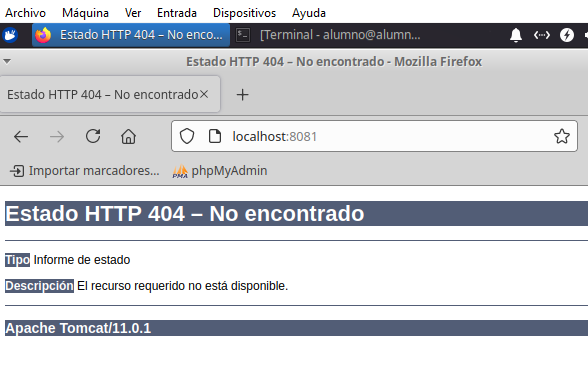 Archivo Máquina Ver Entrada Dispositivos Ayuda
Estado HTTP 404 – No enco... [Terminal - alumno@alumn...
Estado HTTP 404 – No encontrado - Mozilla Firefox
Estado HTTP 404 – No encontrado
localhost:8081
Importar marcadores... PMA phpMyAdmin
Estado HTTP 404 – No encontrado
Tipo Informe de estado
Descripción El recurso requerido no está disponible.
Apache Tomcat/11.0.1